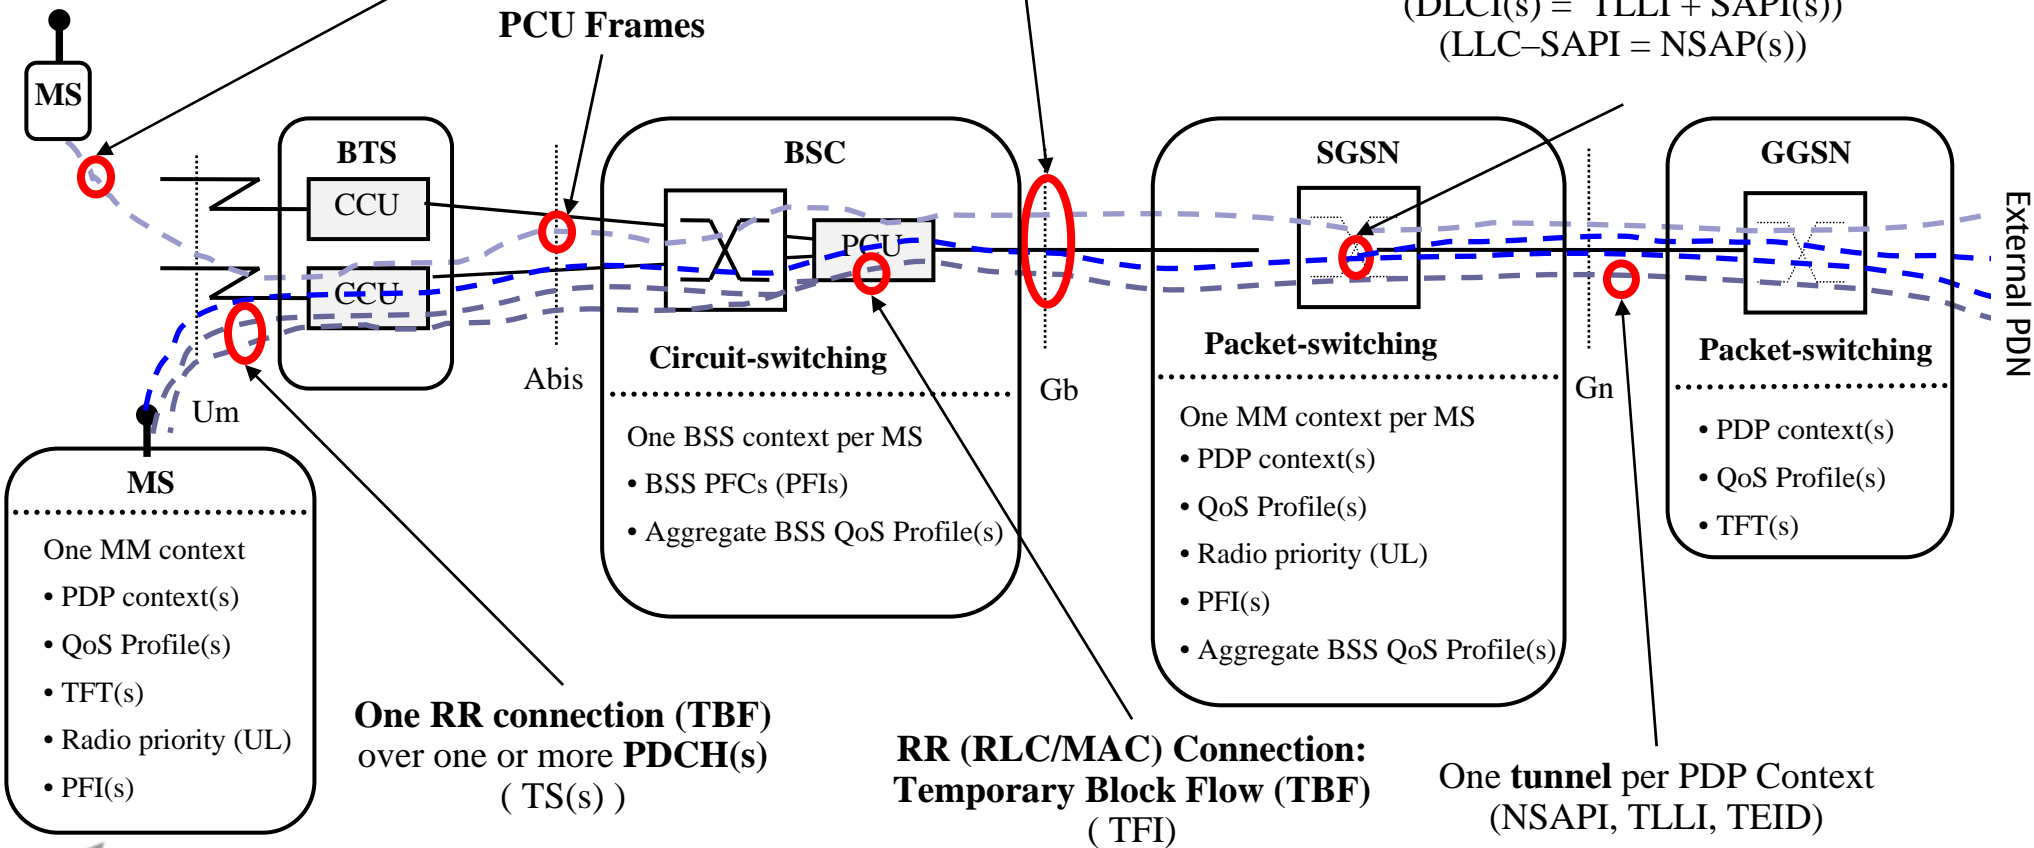 (DLCI(s) = TLLI + SAPI(s))
(LLC–SAPI = NSAP(s))
PCU Frames
MS
BTS
CCU
CCU
BSC
PCU
Circuit-switching
One BSS context per MS
• BSS PFCs (PFIs)
• Aggregate BSS QoS Profile(s)
SGSN
Packet-switching
One MM context per MS
• PDP context(s)
• QoS Profile(s)
• Radio priority (UL)
• PFI(s)
• Aggregate BSS QoS Profile(s)
GGSN
Packet-switching
• PDP context(s)
• QoS Profile(s)
• TFT(s)
External PDN
Um
Abis
Gb
Gn
MS
One MM context
• PDP context(s)
• QoS Profile(s)
• TFT(s)
• Radio priority (UL)
• PFI(s)
One RR connection (TBF)
over one or more PDCH(s)
( TS(s) )
RR (RLC/MAC) Connection:
Temporary Block Flow (TBF)
( TFI)
One tunnel per PDP Context
(NSAPI, TLLI, TEID)